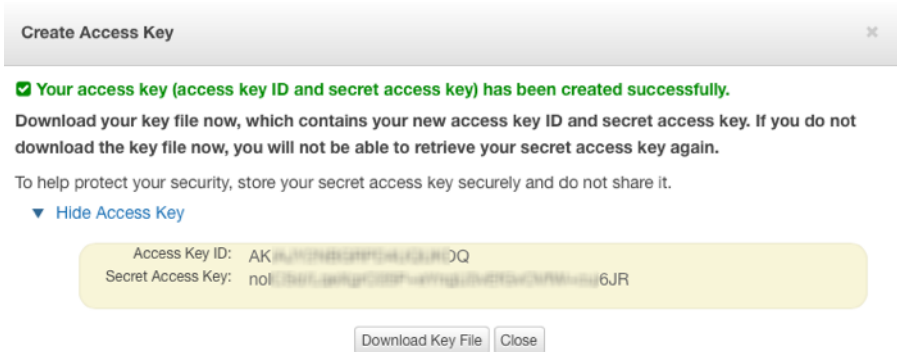 Create Access Key ×
Your access key (access key ID and secret access key) has been created successfully.
Download your key file now, which contains your new access key ID and secret access key. If you do not
download the key file now, you will not be able to retrieve your secret access key again.
To help protect your security, store your secret access key securely and do not share it.
Hide Access Key
Access Key ID:
Secret Access Key:
Download Key File Close